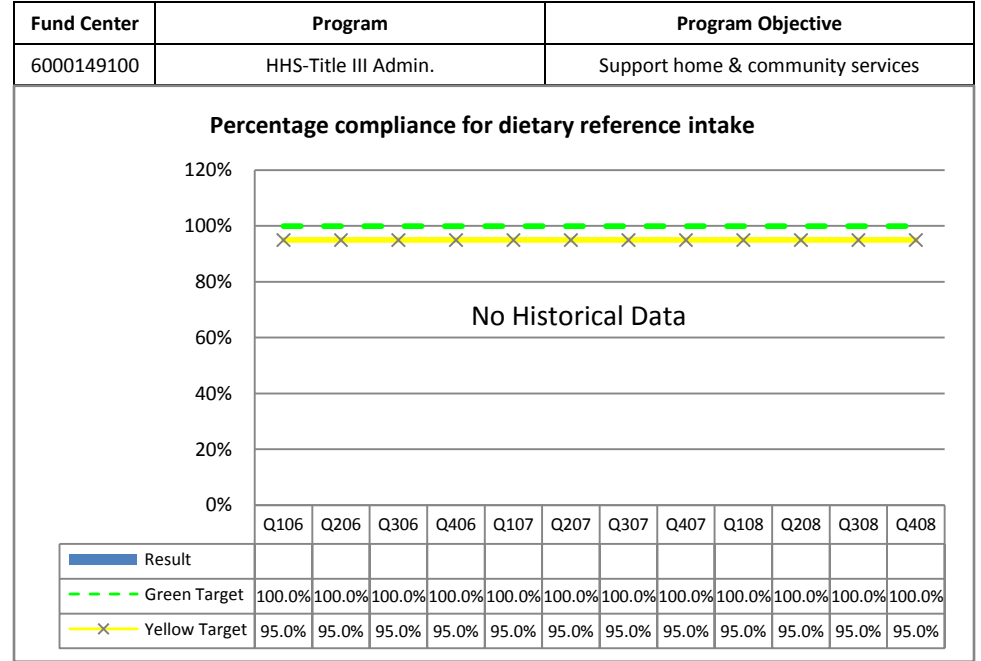 Fund Center Program Program Objective
6000149100 HHS-Title III Admin. Support home & community services
Percentage compliance for dietary reference intake
120%
100%
80%
No Historical Data
60%
40%
20%
0%
Q106 Q206 Q306 Q406 Q107 Q207 Q307 Q407 Q108 Q208 Q308 Q408
Result
Green Target 100.0% 100.0% 100.0% 100.0% 100.0% 100.0% 100.0% 100.0% 100.0% 100.0% 100.0% 100.0%
Yellow Target 95.0% 95.0% 95.0% 95.0% 95.0% 95.0% 95.0% 95.0% 95.0% 95.0% 95.0% 95.0%